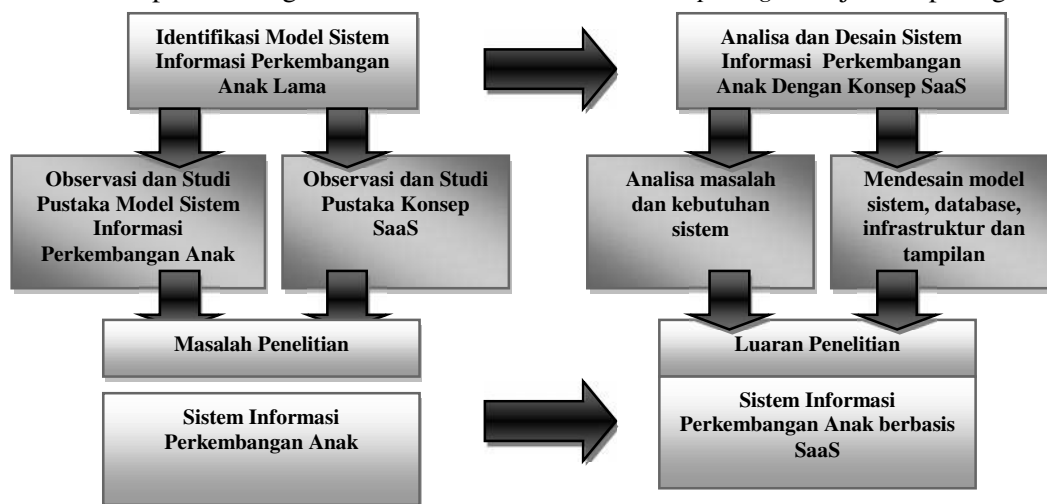 Identifikasi Model Sistem
Informasi Perkembangan
Anak Lama
Analisa dan Desain Sistem
Informasi Perkembangan
Anak Dengan Konsep SaaS
Observasi dan Studi
Pustaka Model Sistem
Informasi
Perkembangan Anak
Observasi dan Studi
Pustaka Konsep
SaaS
Analisa masalah
dan kebutuhan
sistem
Mendesain model
sistem, database,
infrastruktur dan
tampilan
Masalah Penelitian
Luaran Penelitian
Sistem Informasi
Perkembangan Anak
Sistem Informasi
Perkembangan Anak berbasis
SaaS